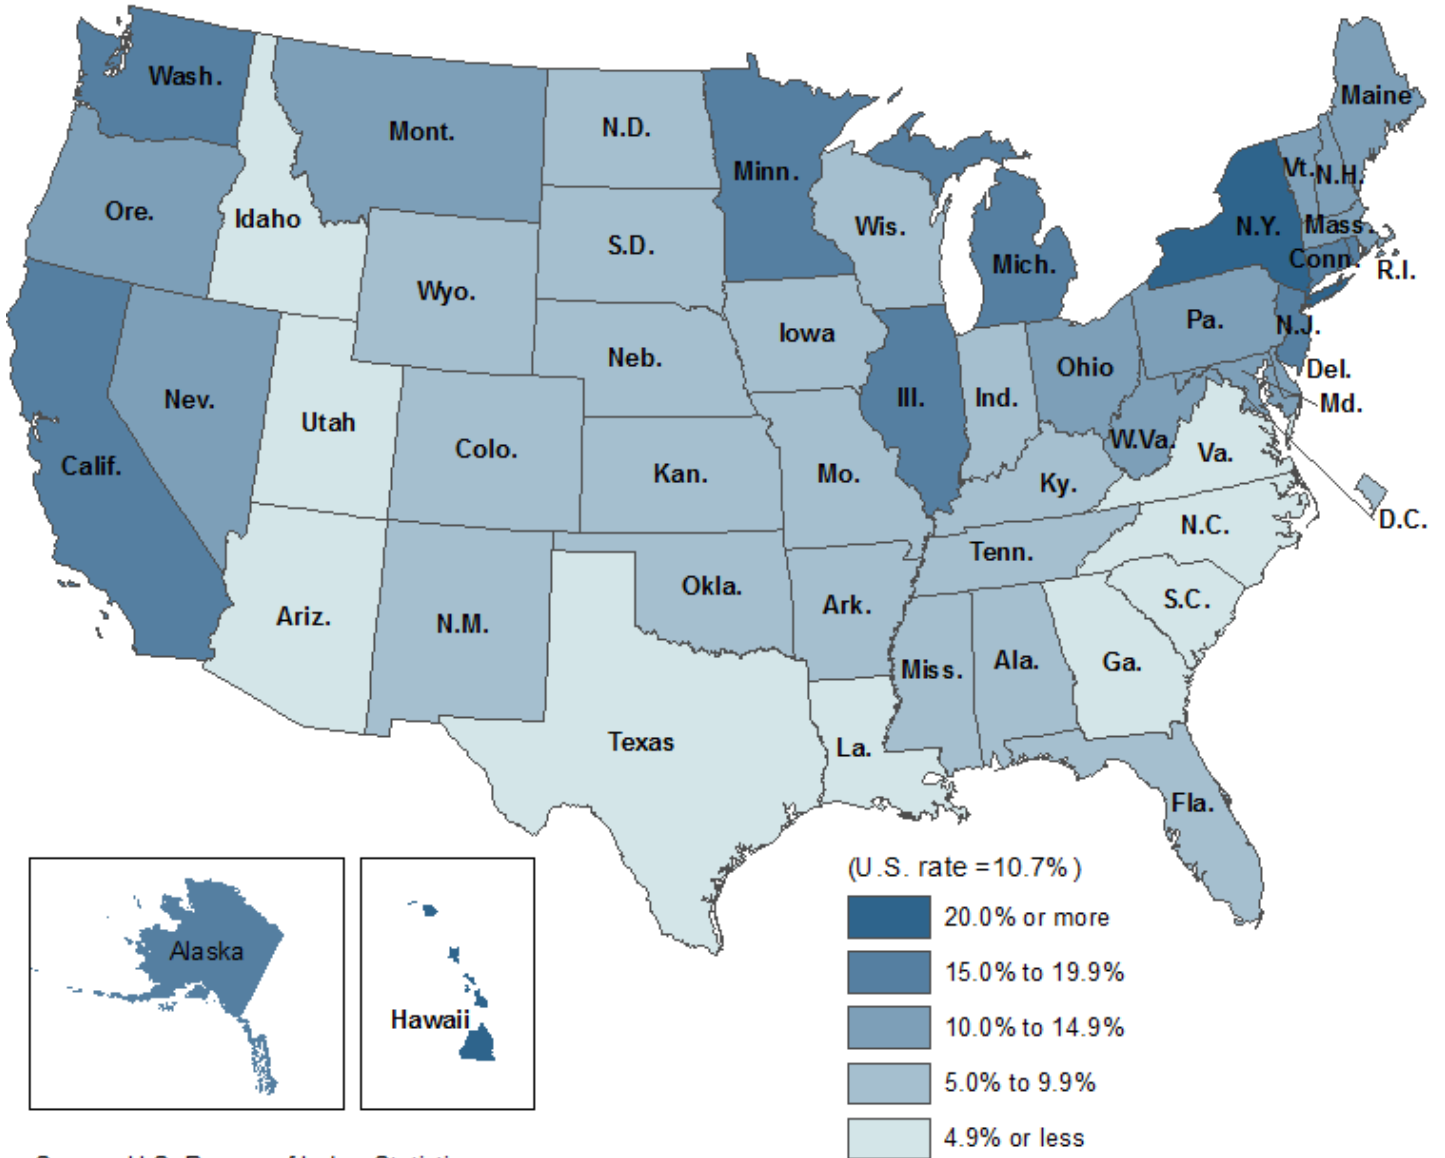 Wash.
Mont.
N.D.
Minn.
Maine
Vt.
N.H.
Ore.
Idaho
Wis.
N.Y.
Mass.
S.D.
Mich.
Conn.
R.I.
Wyo.
Iowa
Pa.
N.J.
Neb.
Ohio
Del.
Nev.
Ill.
Ind.
Md.
Utah
Colo.
W.Va.
Va.
Calif.
Kan.
Mo.
Ky.
D.C.
N.C.
Tenn.
Okla.
Ark.
S.C.
Ariz.
N.M.
Miss.
Ala.
Ga.
Texas
La.
Fla.
Alaska
Hawaii
(U.S. rate =10.7%)
20.0% or more
15.0% to 19.9%
10.0% to 14.9%
5.0% to 9.9%
4.9% or less